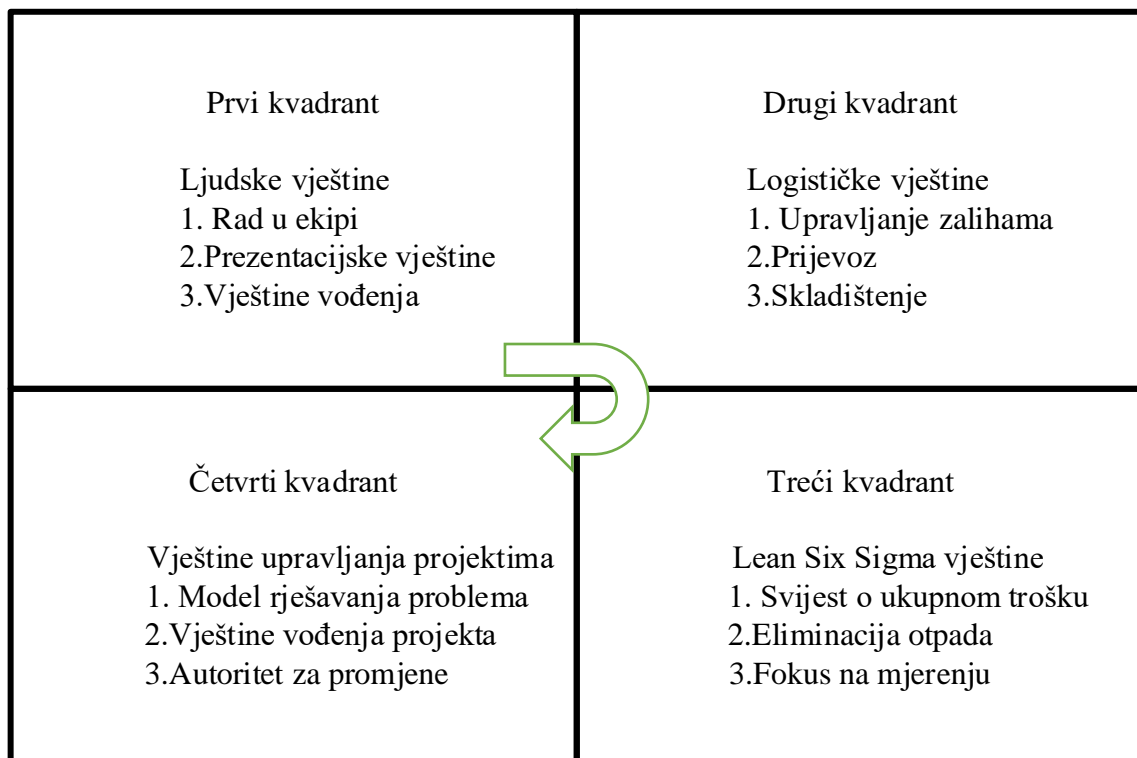 Prvi kvadrant
Ljudske vještine
1. Rad u ekipi
2.Prezentacijske vještine
3.Vještine vođenja
Drugi kvadrant
Logističke vještine
1. Upravljanje zalihama
2.Prijevoz
3.Skladištenje
Četvrti kvadrant
Vještine upravljanja projektima
1. Model rješavanja problema
2.Vještine vođenja projekta
3.Autoritet za promjene
Treći kvadrant
Lean Six Sigma vještine
1. Svijest o ukupnom trošku
2.Eliminacija otpada
3.Fokus na mjerenju